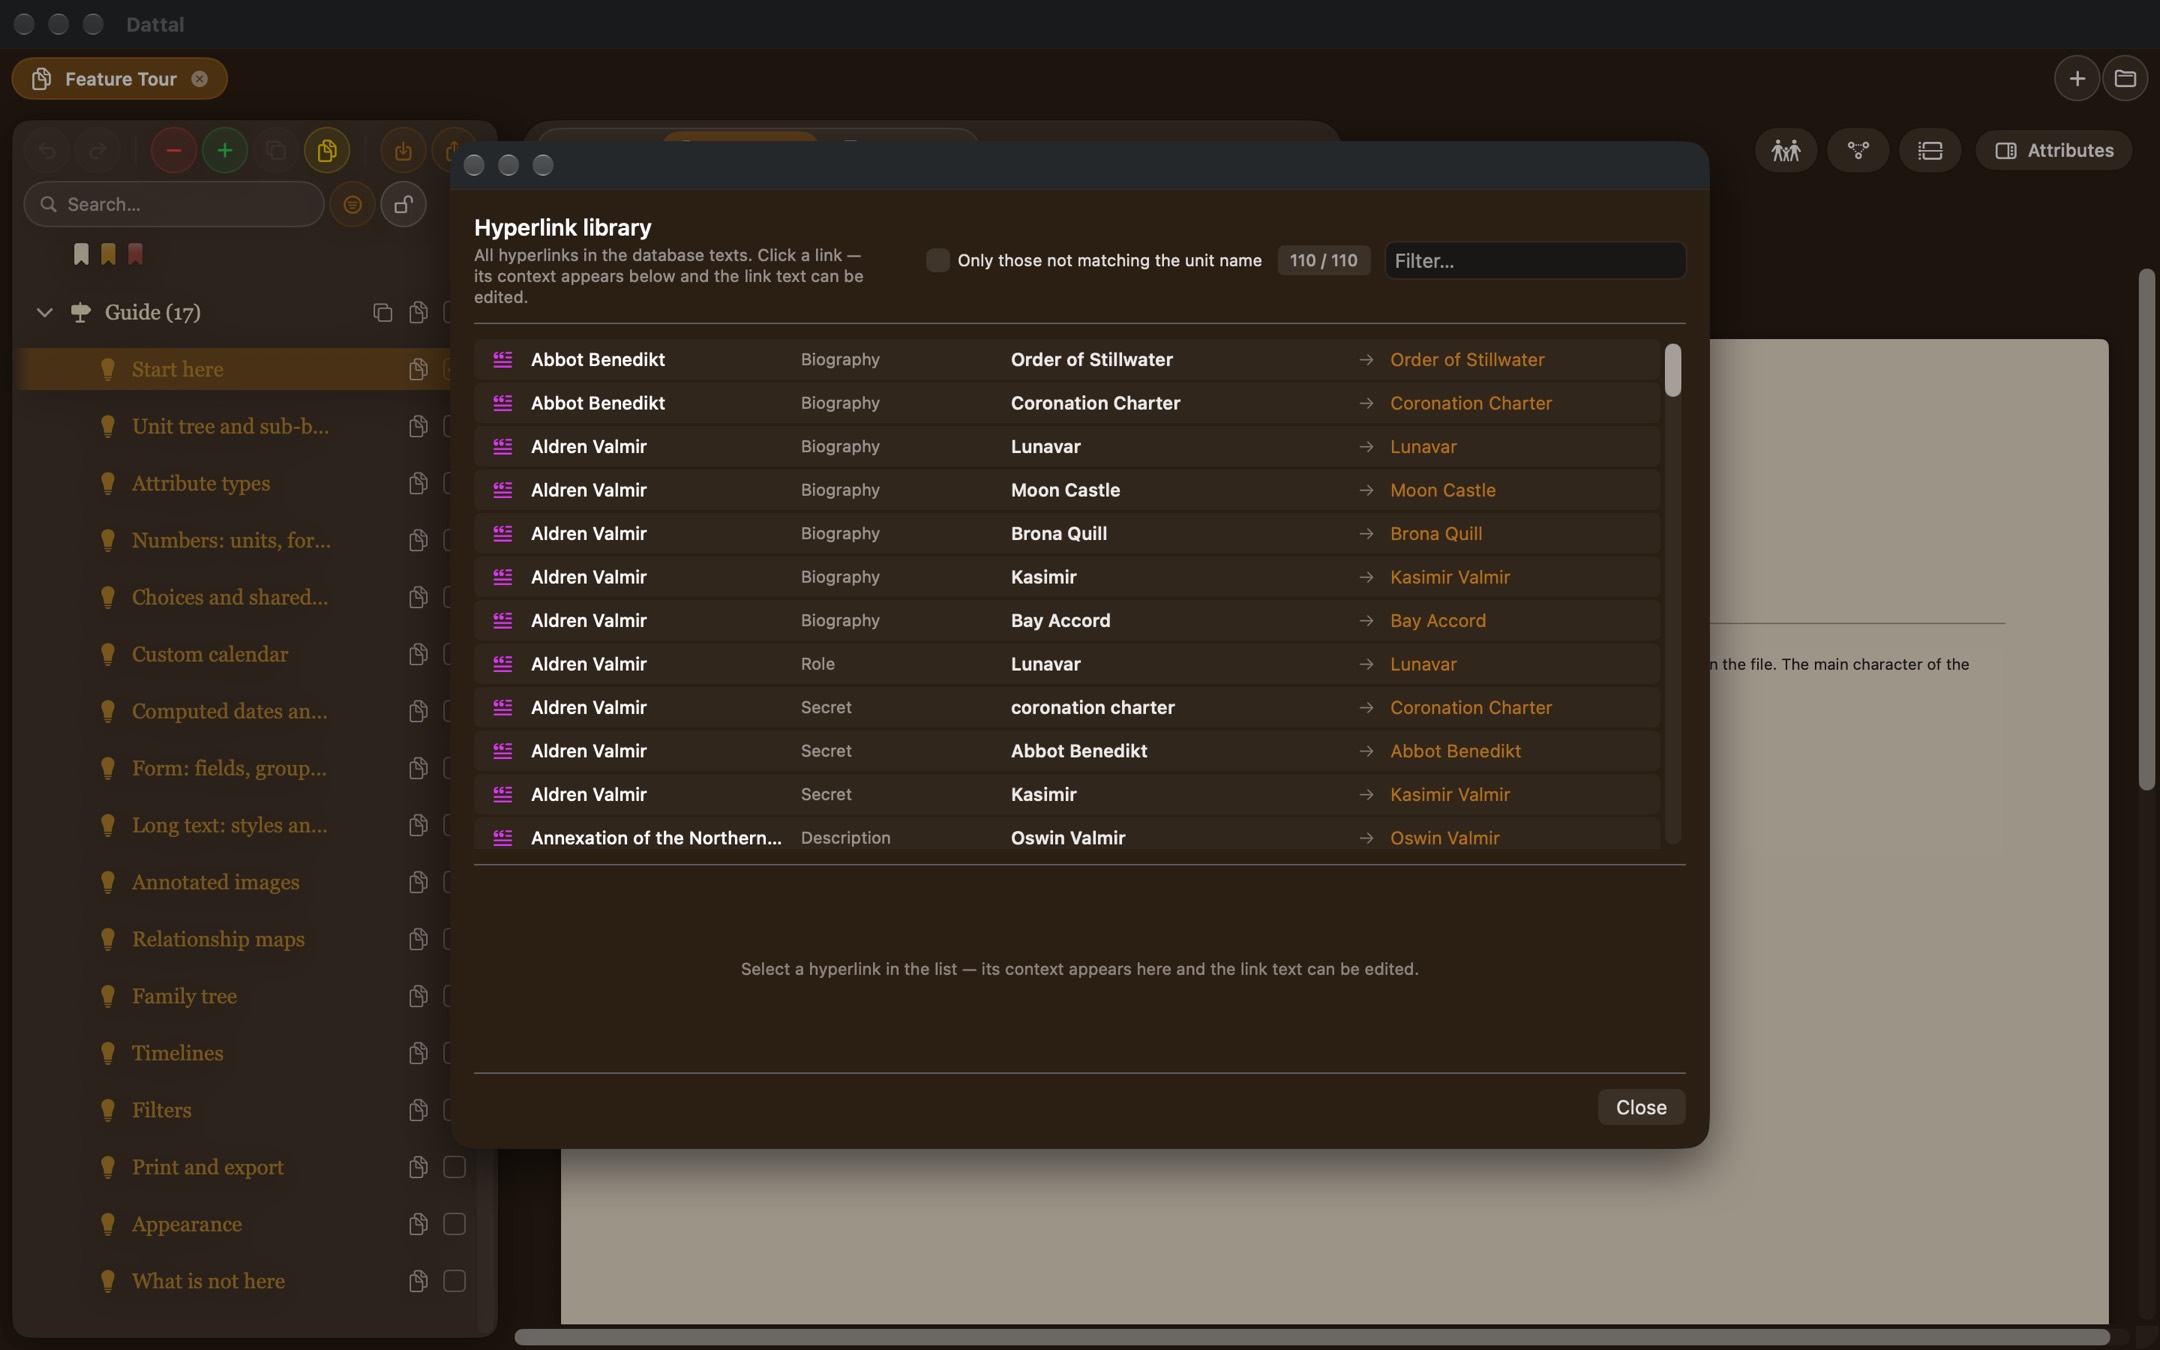 Dattal
Feature Tour
Attributes
Search...
Guide (17)
Start here
Unit tree and sub-b...
Attribute types
Numbers: units, for...
Choices and shared...
Custom calendar
Computed dates an...
Form: fields, group...
Long text: styles an...
Annotated images
Relationship maps
Family tree
Timelines
Filters
Print and export
Appearance
What is not here
Hyperlink library
All hyperlinks in the database texts. Click a link —
its context appears below and the link text can be
edited.
Only those not matching the unit name 110 / 110 Filter...
Abbot Benedikt Biography Order of Stillwater → Order of Stillwater
Abbot Benedikt Biography Coronation Charter → Coronation Charter
Aldren Valmir Biography Lunavar → Lunavar
Aldren Valmir Biography Moon Castle → Moon Castle
Aldren Valmir Biography Brona Quill → Brona Quill
Aldren Valmir Biography Kasimir → Kasimir Valmir
Aldren Valmir Biography Bay Accord → Bay Accord
Aldren Valmir Role Lunavar → Lunavar
Aldren Valmir Secret coronation charter → Coronation Charter
Aldren Valmir Secret Abbot Benedikt → Abbot Benedikt
Aldren Valmir Secret Kasimir → Kasimir Valmir
Annexation of the Northern... Description Oswin Valmir → Oswin Valmir
Select a hyperlink in the list — its context appears here and the link text can be edited.
Close
n the file. The main character of the